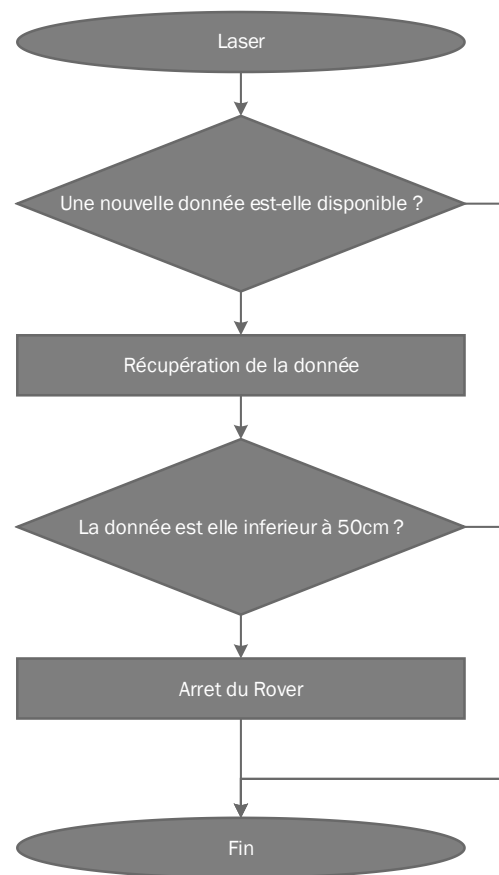 Laser
Une nouvelle donnée est-elle disponible ?
Récupération de la donnée
La donnée est elle inferieur à 50cm ?
Arret du Rover
Fin